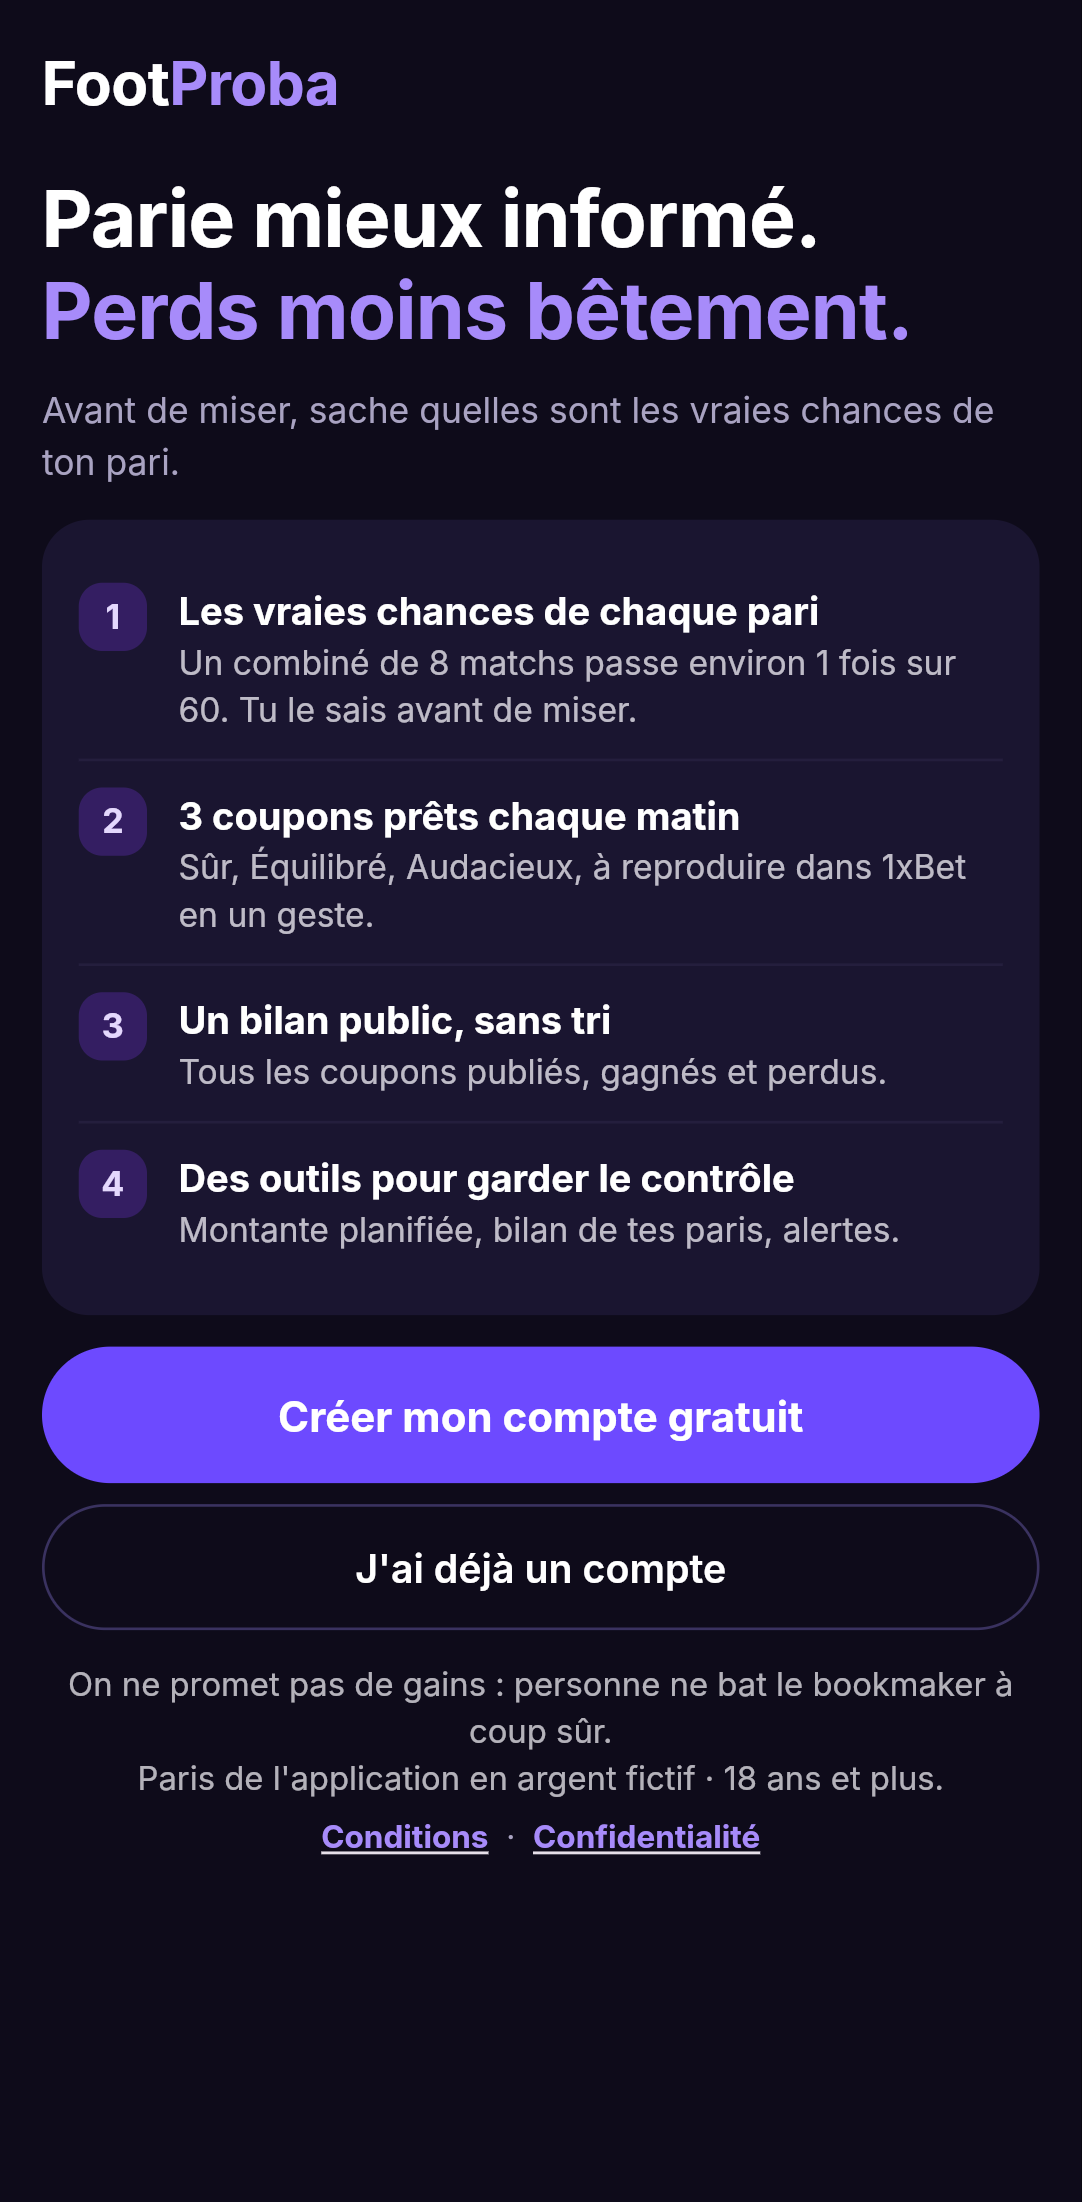 FootProba
Parie mieux informé.
Perds moins bêtement.
Avant de miser, sache quelles sont les vraies chances de
ton pari.
1
Les vraies chances de chaque pari
Un combiné de 8 matchs passe environ 1 fois sur
60. Tu le sais avant de miser.
2
3 coupons prêts chaque matin
Sûr, Équilibré, Audacieux, à reproduire dans 1xBet
en un geste.
3
Un bilan public, sans tri
Tous les coupons publiés, gagnés et perdus.
4
Des outils pour garder le contrôle
Montante planifiée, bilan de tes paris, alertes.
Créer mon compte gratuit
J'ai déjà un compte
On ne promet pas de gains : personne ne bat le bookmaker à
coup sûr.
Paris de l'application en argent fictif · 18 ans et plus.
Conditions · Confidentialité